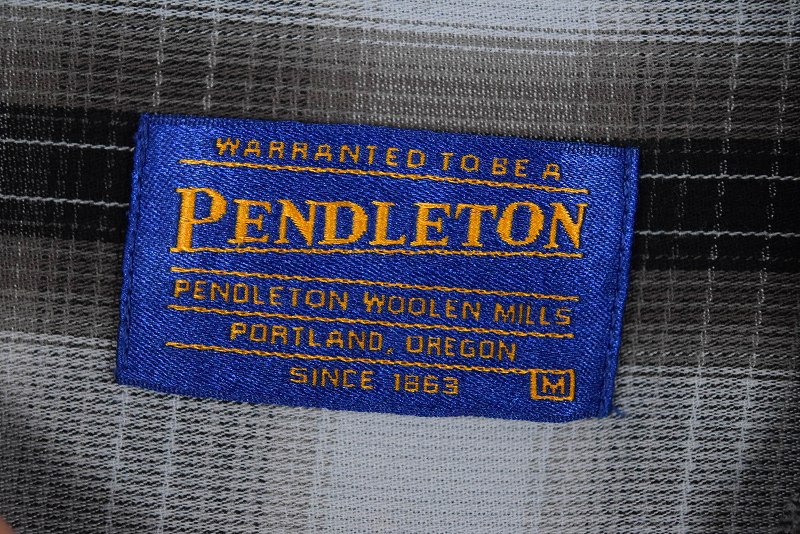 WARRANTED TO BE A
PENDLETON
PENDLETON WOOLEN MILLS
PORTLAND, OREGON
SINCE 1863
M